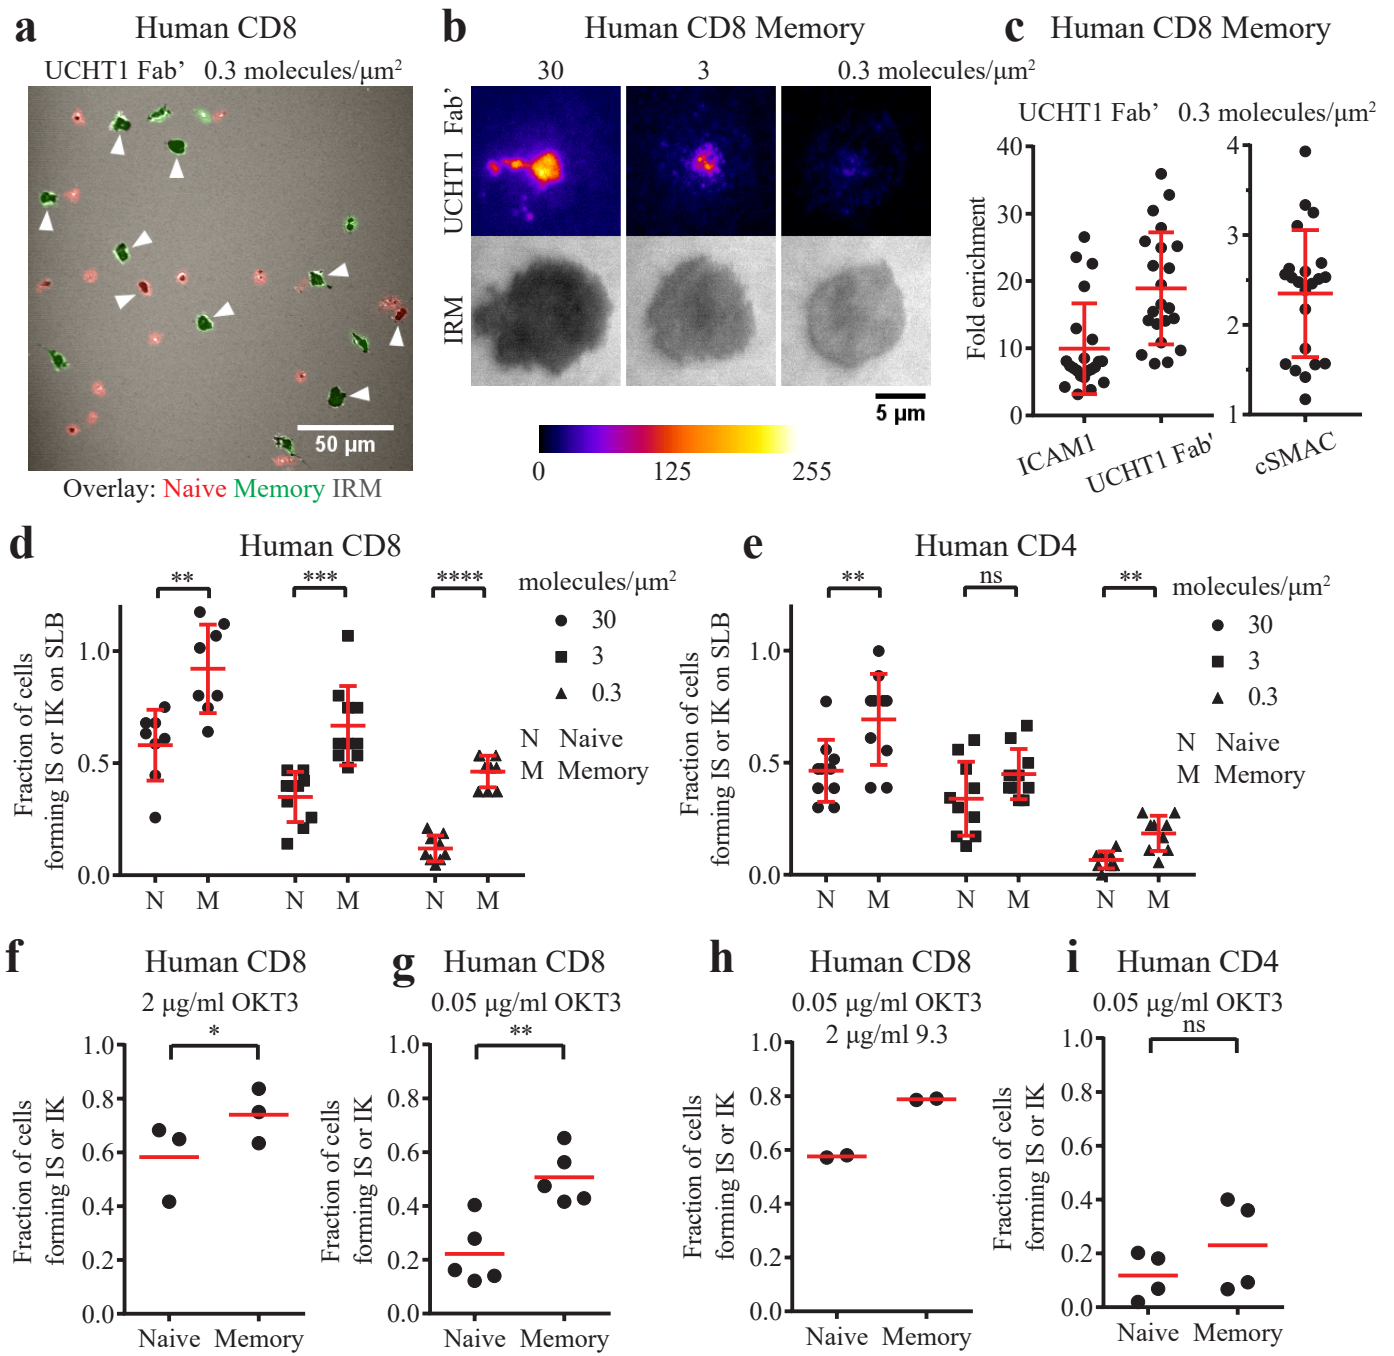 a
Human CD8
UCHT1 Fab’ 0.3 molecules/μm²
50 μm
Overlay: Naive Memory IRM
b
Human CD8 Memory
30 3 0.3 molecules/μm²
UCHT1 Fab’
IRM
5 μm
0 125 255
c
Human CD8 Memory
UCHT1 Fab’ 0.3 molecules/μm²
Fold enrichment
40
30
20
10
0
ICAM1
UCHT1 Fab'
4
3
2
1
cSMAC
d
Human CD8
** *** ****
Fraction of cells
forming IS or IK on SLB
1.0
0.5
0.0
N M N M N M
molecules/μm²
30
3
0.3
N Naive
M Memory
e
Human CD4
** ns **
Fraction of cells
forming IS or IK on SLB
1.0
0.5
0.0
N M N M N M
molecules/μm²
30
3
0.3
N Naive
M Memory
f
Human CD8
2 μg/ml OKT3
*
Fraction of cells
forming IS or IK
1.0
0.8
0.6
0.4
0.2
0.0
Naive Memory
g
Human CD8
0.05 μg/ml OKT3
**
Fraction of cells
forming IS or IK
1.0
0.8
0.6
0.4
0.2
0.0
Naive Memory
h
Human CD8
0.05 μg/ml OKT3
2 μg/ml 9.3
Fraction of cells
forming IS or IK
1.0
0.8
0.6
0.4
0.2
0.0
Naive Memory
i
Human CD4
0.05 μg/ml OKT3
ns
Fraction of cells
forming IS or IK
1.0
0.8
0.6
0.4
0.2
0.0
Naive Memory